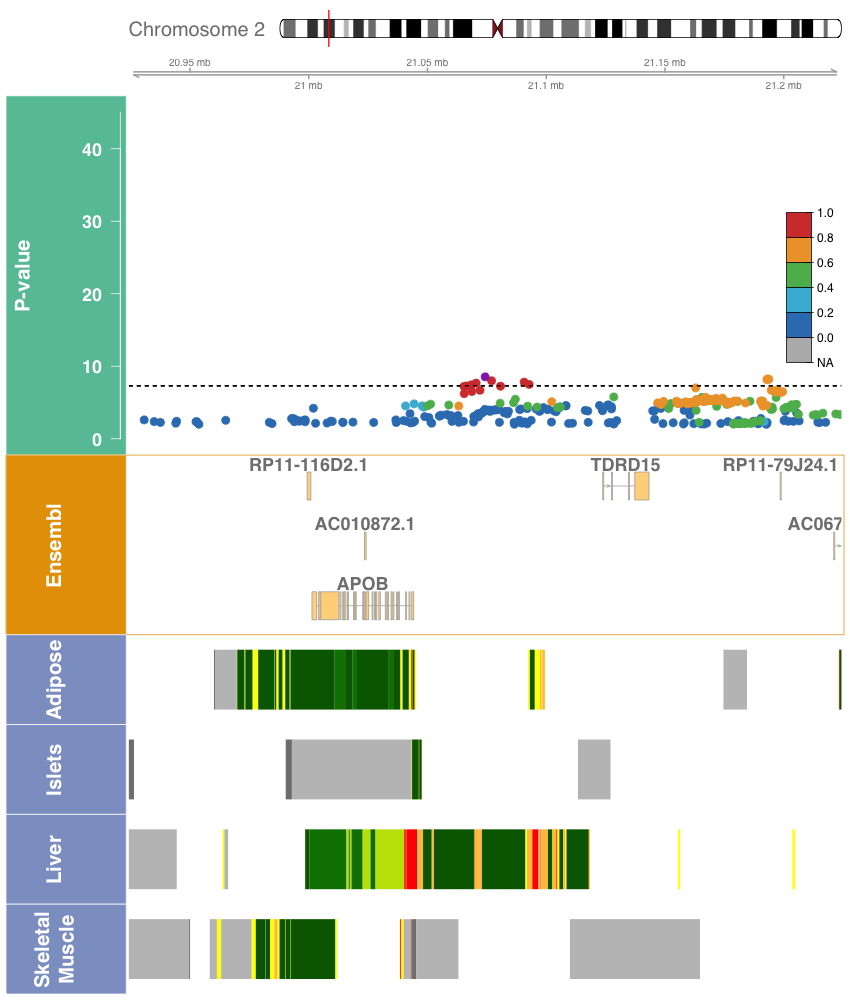 Chromosome 2
20.95 mb
21.05 mb
21.15 mb
21 mb
21.1 mb
21.2 mb
P-value
40
30
20
10
0
1.0
0.8
0.6
0.4
0.2
0.0
NA
Ensembl
RP11-116D2.1
TDRD15
RP11-79J24.1
AC010872.1
AC067
APOB
Adipose
Islets
Liver
Skeletal
Muscle